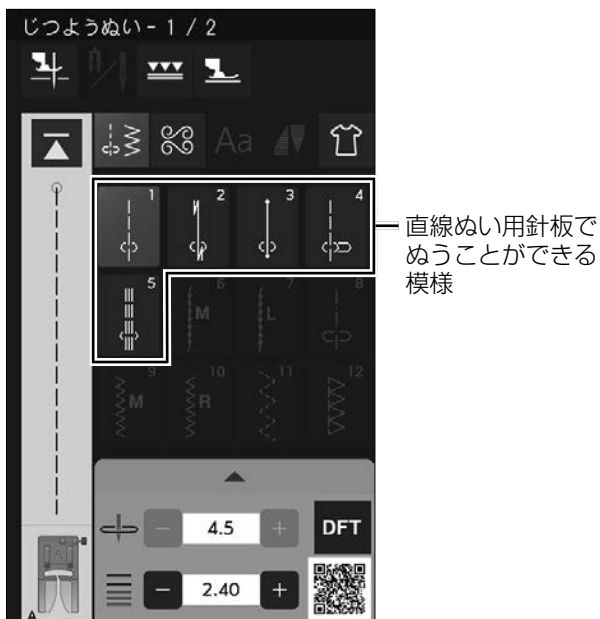 じつようぬい - 1 / 2
Aa
1 2 3 4
直線ぬい用針板で
ぬうことができる
模様
5 6 7 8
M L
9 10 11 12
M R
4.5 DFT
2.40
A